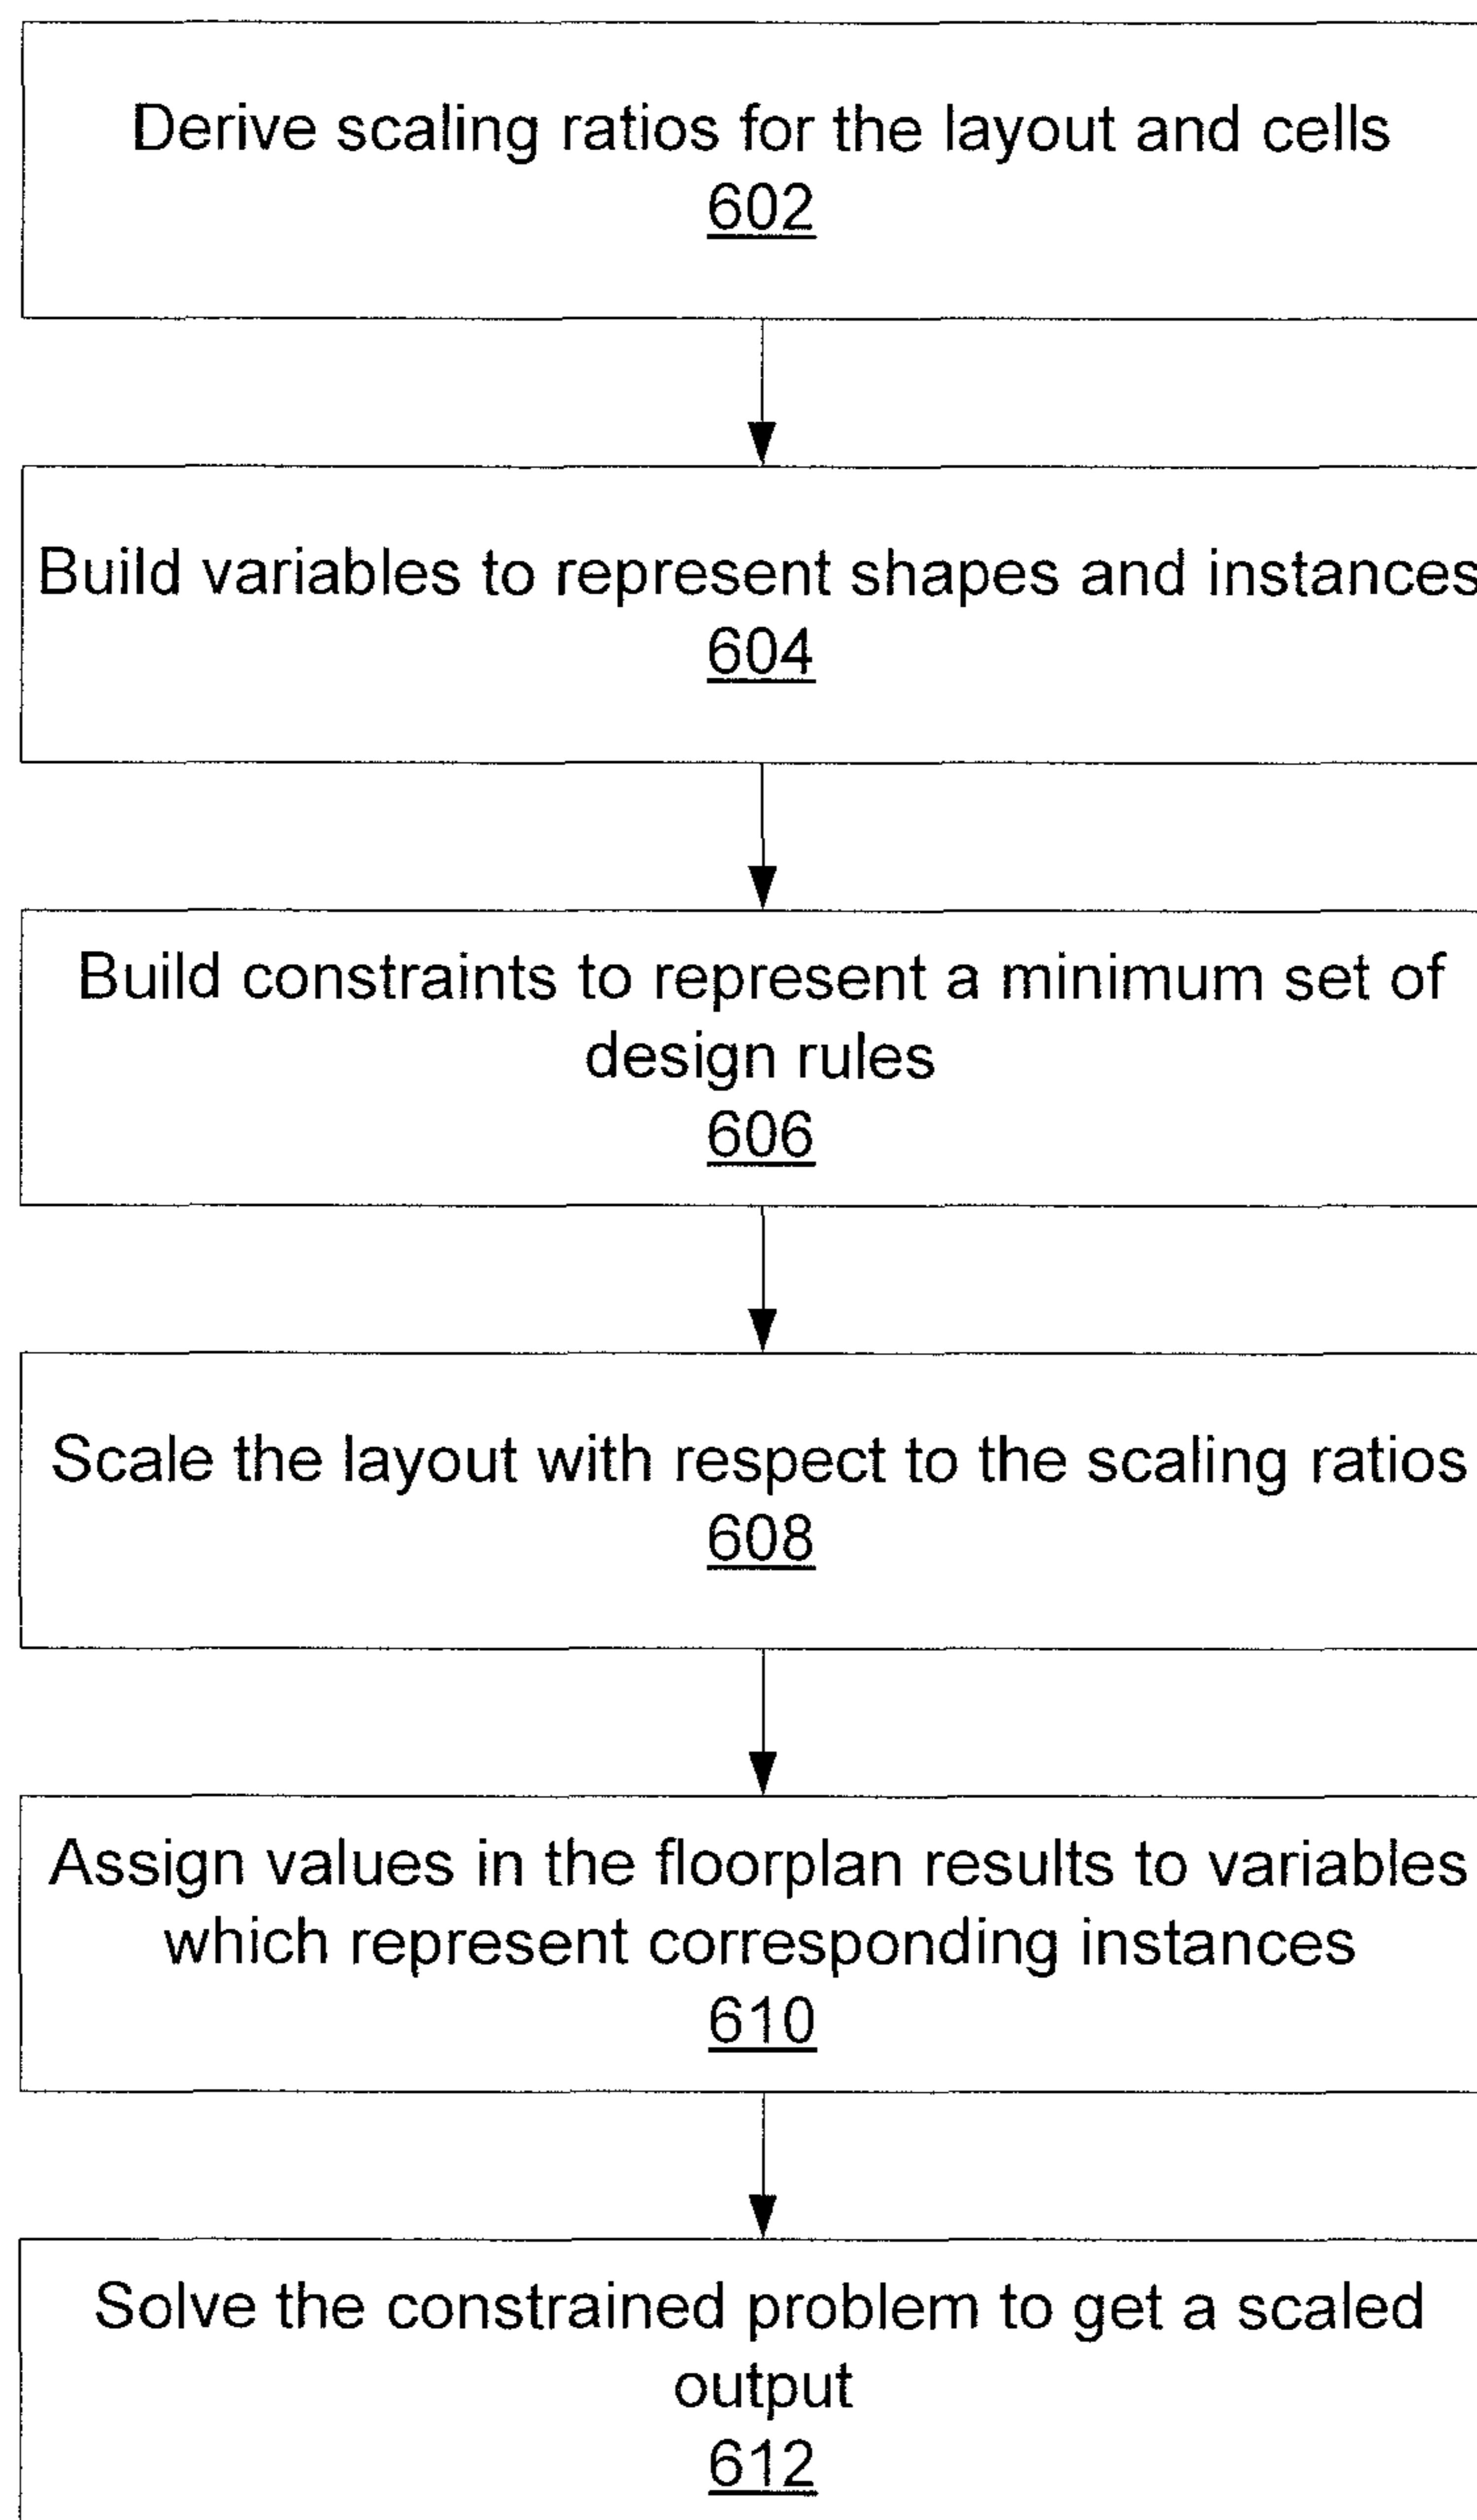 Derive scaling ratios for the layout and cells
602
Build variables to represent shapes and instances
604
Build constraints to represent a minimum set of
design rules
606
Scale the layout with respect to the scaling ratios
608
Assign values in the floorplan results to variables
which represent corresponding instances
610
Solve the constrained problem to get a scaled
output
612